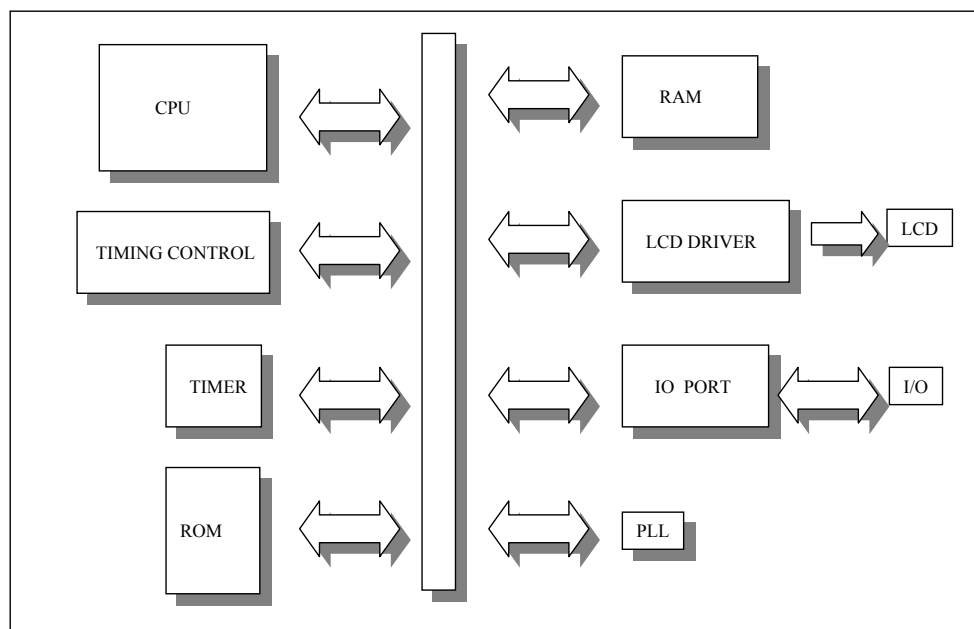 CPU
RAM
TIMING CONTROL
LCD DRIVER
LCD
TIMER
IO PORT
I/O
ROM
PLL